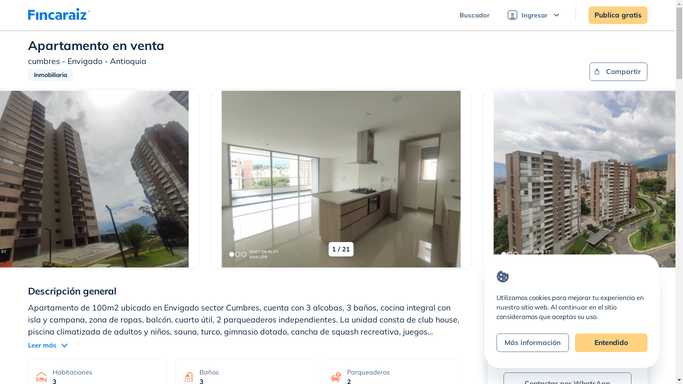 Fincaraiz
Buscador
Ingresar
Publica gratis
Apartamento en venta
cumbres - Envigado - Antioquia
Inmobiliaria
Compartir
1 / 21
Descripción general
Apartamento de 100m2 ubicado en Envigado sector Cumbres, cuenta con 3 alcobas, 3 baños, cocina integral con
isla y campana, zona de ropas, balcón, cuarto útil, 2 parqueaderos independientes. La unidad consta de club house,
piscina climatizada de adultos y niños, sauna, turco, gimnasio dotado, cancha de squash recreativa, juegos...
Leer más
Habitaciones
3
Baños
3
Parqueaderos
2
Utilizamos cookies para mejorar tu experiencia en
nuestro sitio web. Al continuar en el sitio
consideramos que aceptas su uso.
Más información
Entendido
Contactar por WhatsApp